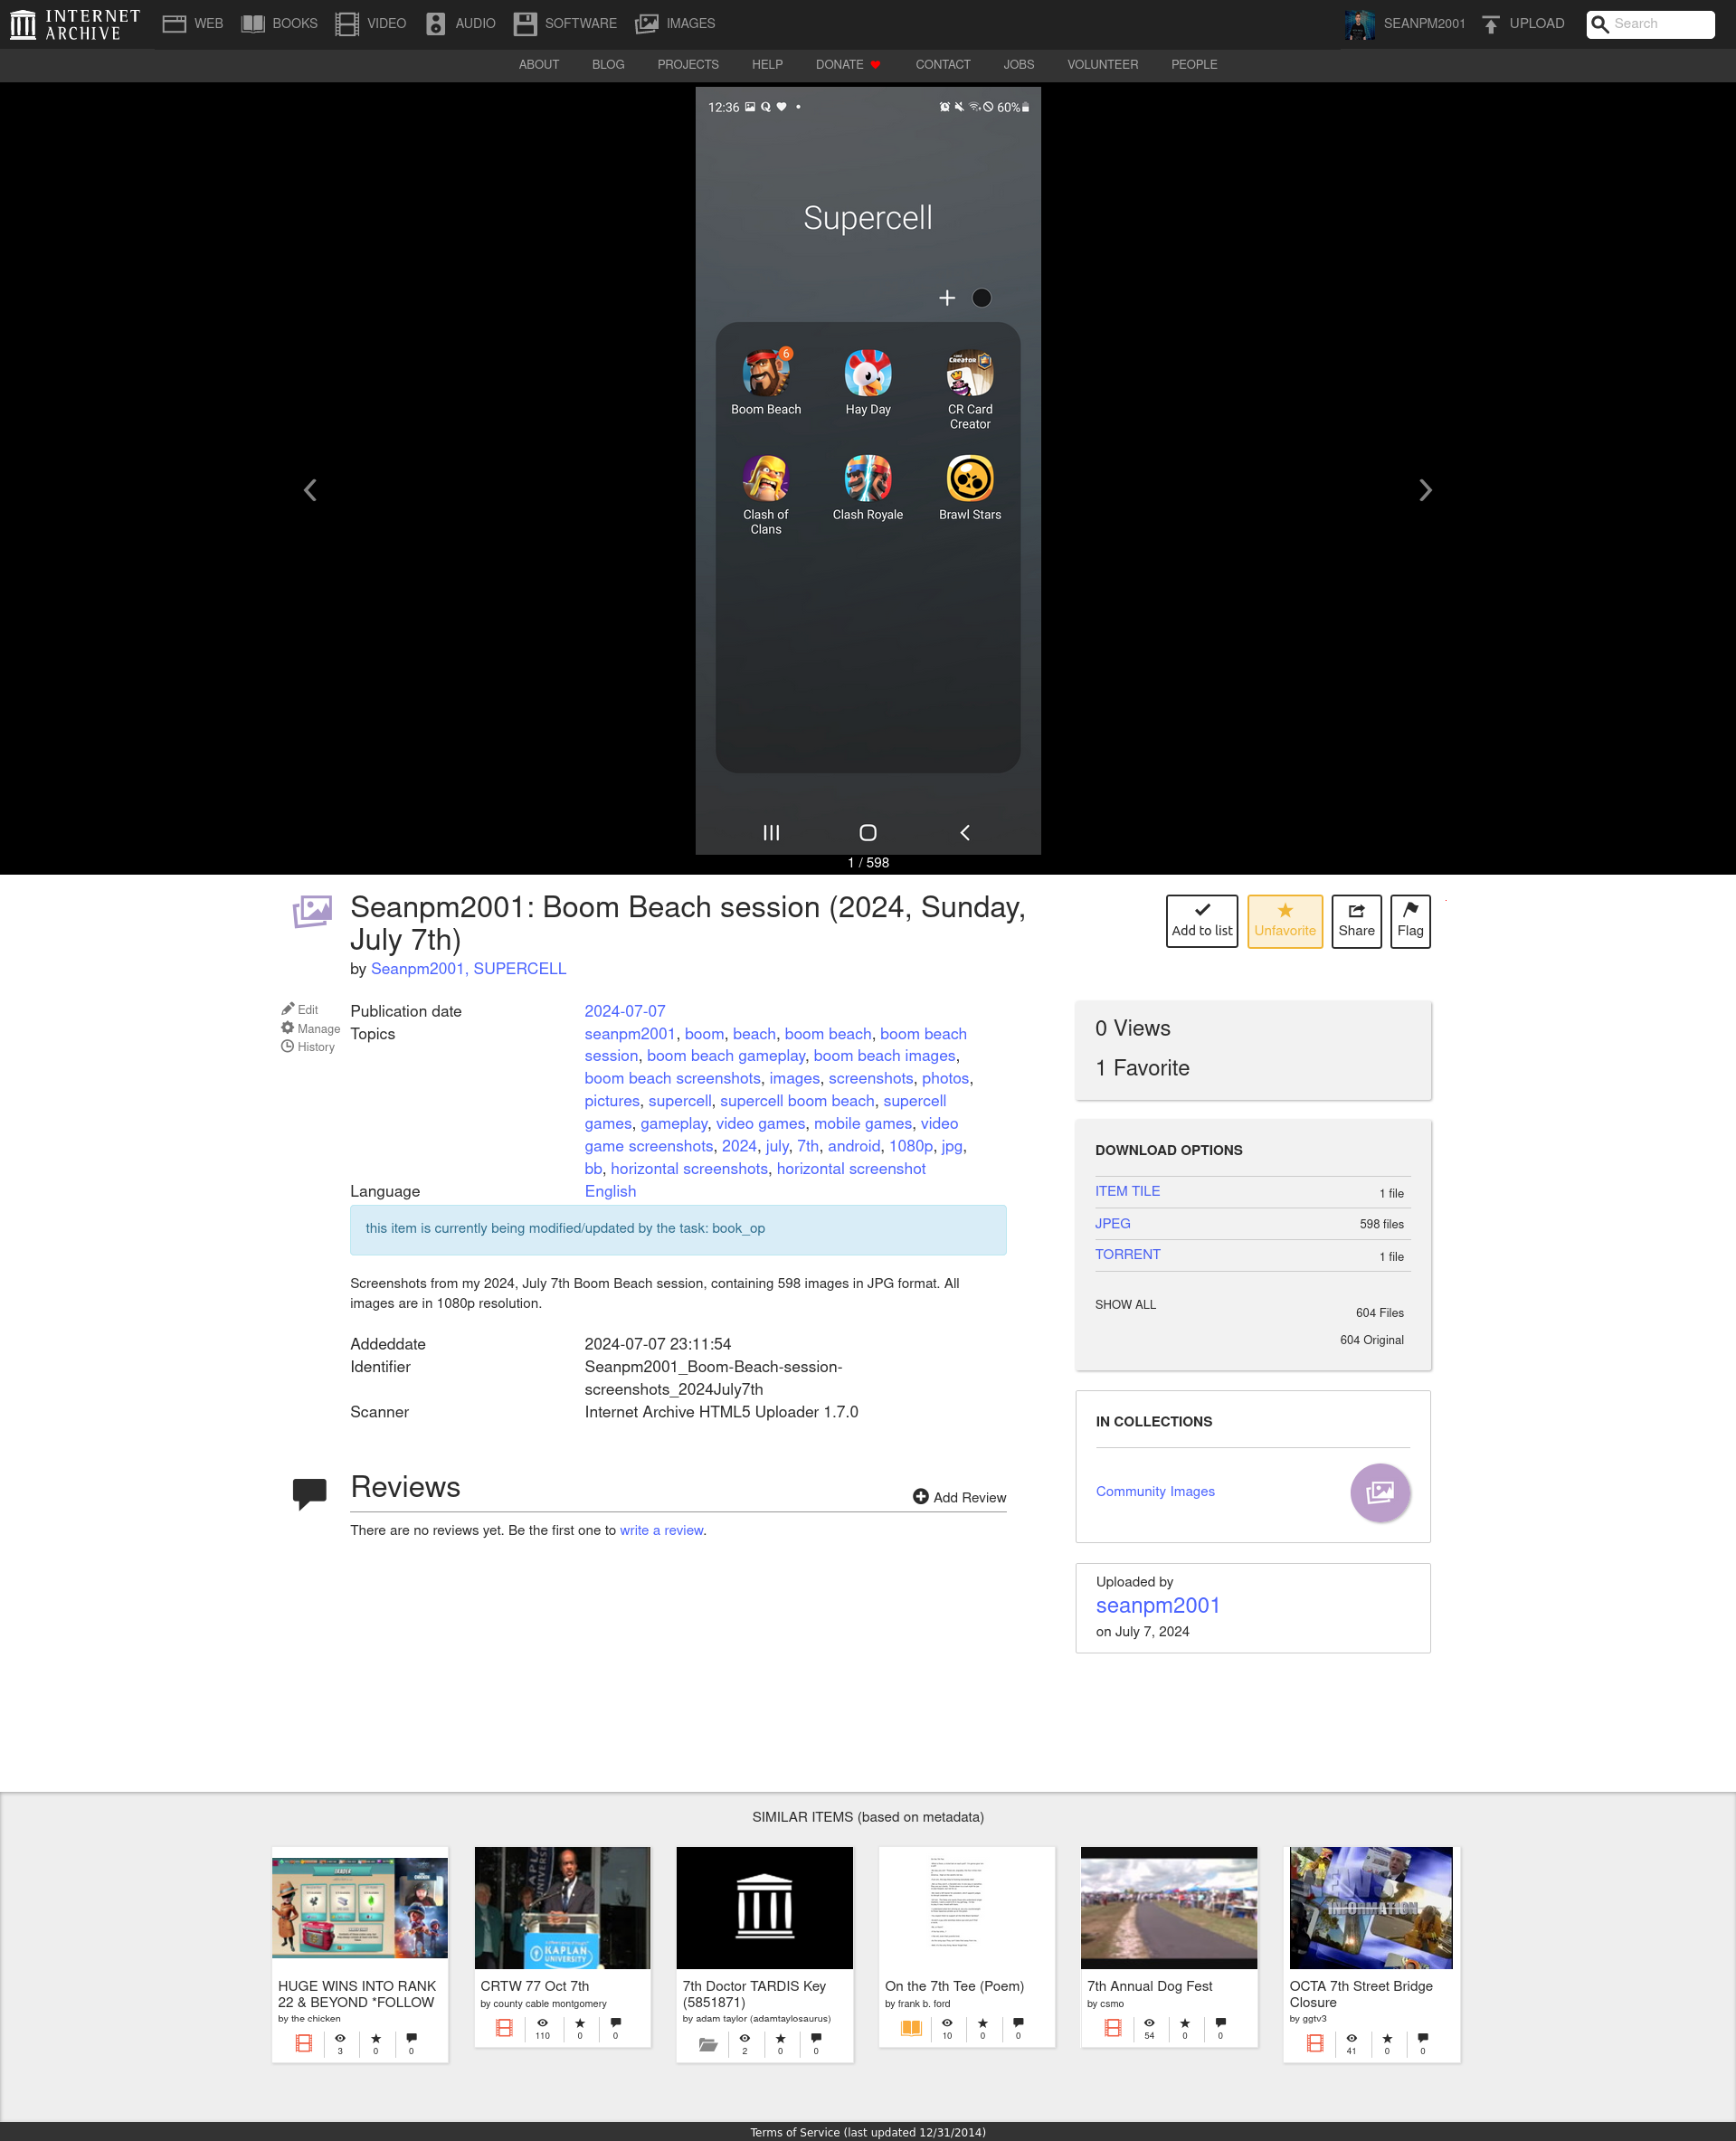 INTERNET ARCHIVE
WEB BOOKS VIDEO AUDIO SOFTWARE IMAGES SEANPM2001 UPLOAD Search
ABOUT BLOG PROJECTS HELP DONATE CONTACT JOBS VOLUNTEER PEOPLE
12:36 60%
Supercell
6
Boom Beach Hay Day CR Card
Creator
Clash of Clash Royale Brawl Stars
Clans
1 / 598
Seanpm2001: Boom Beach session (2024, Sunday,
July 7th)
by Seanpm2001, SUPERCELL
Add to list Unfavorite Share Flag
Edit
Manage
History
Publication date 2024-07-07
Topics seanpm2001, boom, beach, boom beach, boom beach
session, boom beach gameplay, boom beach images,
boom beach screenshots, images, screenshots, photos,
pictures, supercell, supercell boom beach, supercell
games, gameplay, video games, mobile games, video
game screenshots, 2024, july, 7th, android, 1080p, jpg,
bb, horizontal screenshots, horizontal screenshot
Language English
this item is currently being modified/updated by the task: book_op
Screenshots from my 2024, July 7th Boom Beach session, containing 598 images in JPG format. All
images are in 1080p resolution.
Addeddate 2024-07-07 23:11:54
Identifier Seanpm2001_Boom-Beach-session-
screenshots_2024July7th
Scanner Internet Archive HTML5 Uploader 1.7.0
Reviews
Add Review
There are no reviews yet. Be the first one to write a review.
0 Views
1 Favorite
DOWNLOAD OPTIONS
ITEM TILE 1 file
JPEG 598 files
TORRENT 1 file
SHOW ALL 604 Files
604 Original
IN COLLECTIONS
Community Images
Uploaded by
seanpm2001
on July 7, 2024
SIMILAR ITEMS (based on metadata)
KAPLAN
UNIVERSITY
NEWS
INFORMATION
HUGE WINS INTO RANK
22 & BEYOND *FOLLOW
by the chicken
3 0 0
CRTW 77 Oct 7th
by county cable montgomery
110 0 0
7th Doctor TARDIS Key
(5851871)
by adam taylor (adamtaylosaurus)
2 0 0
On the 7th Tee (Poem)
by frank b. ford
10 0 0
7th Annual Dog Fest
by csmo
54 0 0
OCTA 7th Street Bridge
Closure
by ggtv3
41 0 0
Terms of Service (last updated 12/31/2014)